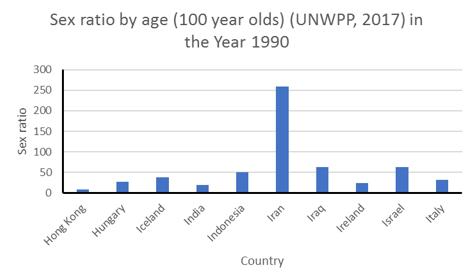 Sex ratio by age (100 year olds) (UNWPP, 2017) in
the Year 1990
300
250
200
150
100
50
0
Sex ratio
Hong Kong
Hungary
Iceland
India
Indonesia
Iran
Iraq
Ireland
Israel
Italy
Country